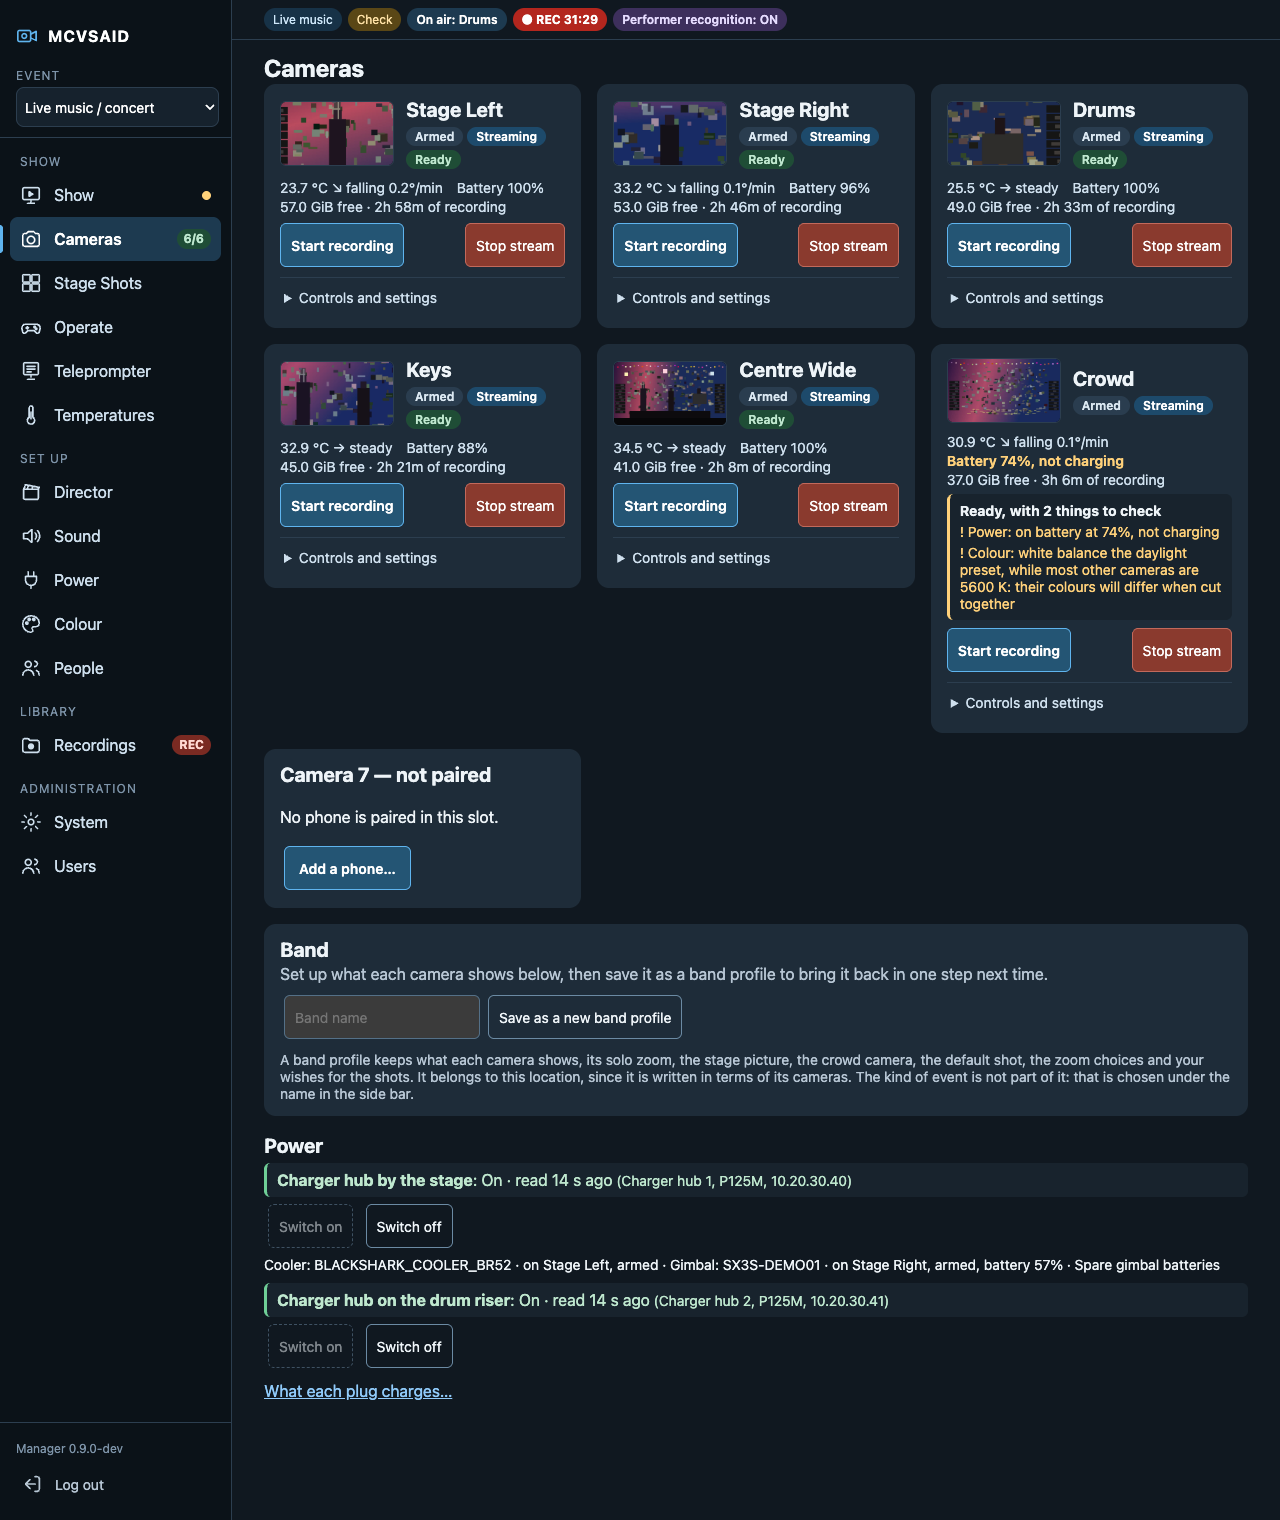 MCVSAID
EVENT
Live music / concert
SHOW
Show
Cameras 6/6
Stage Shots
Operate
Teleprompter
Temperatures
SET UP
Director
Sound
Power
Colour
People
LIBRARY
Recordings REC
ADMINISTRATION
System
Users
Manager 0.9.0-dev
Log out
Live music Check On air: Drums REC 31:29 Performer recognition: ON
Cameras
Stage Left
Armed Streaming
Ready
23.7 °C ↘ falling 0.2°/min Battery 100%
57.0 GiB free · 2h 58m of recording
Start recording Stop stream
▶ Controls and settings
Stage Right
Armed Streaming
Ready
33.2 °C ↘ falling 0.1°/min Battery 96%
53.0 GiB free · 2h 46m of recording
Start recording Stop stream
▶ Controls and settings
Drums
Armed Streaming
Ready
25.5 °C → steady Battery 100%
49.0 GiB free · 2h 33m of recording
Start recording Stop stream
▶ Controls and settings
Keys
Armed Streaming
Ready
32.9 °C → steady Battery 88%
45.0 GiB free · 2h 21m of recording
Start recording Stop stream
▶ Controls and settings
Centre Wide
Armed Streaming
Ready
34.5 °C → steady Battery 100%
41.0 GiB free · 2h 8m of recording
Start recording Stop stream
▶ Controls and settings
Crowd
Armed Streaming
30.9 °C ↘ falling 0.1°/min
Battery 74%, not charging
37.0 GiB free · 3h 6m of recording
Ready, with 2 things to check
! Power: on battery at 74%, not charging
! Colour: white balance the daylight
preset, while most other cameras are
5600 K: their colours will differ when cut
together
Start recording Stop stream
▶ Controls and settings
Camera 7 — not paired
No phone is paired in this slot.
Add a phone...
Band
Set up what each camera shows below, then save it as a band profile to bring it back in one step next time.
Band name Save as a new band profile
A band profile keeps what each camera shows, its solo zoom, the stage picture, the crowd camera, the default shot, the zoom choices and your
wishes for the shots. It belongs to this location, since it is written in terms of its cameras. The kind of event is not part of it: that is chosen under the
name in the side bar.
Power
Charger hub by the stage: On · read 14 s ago (Charger hub 1, P125M, 10.20.30.40)
Switch on Switch off
Cooler: BLACKSHARK_COOLER_BR52 · on Stage Left, armed · Gimbal: SX3S-DEMO01 · on Stage Right, armed, battery 57% · Spare gimbal batteries
Charger hub on the drum riser: On · read 14 s ago (Charger hub 2, P125M, 10.20.30.41)
Switch on Switch off
What each plug charges...